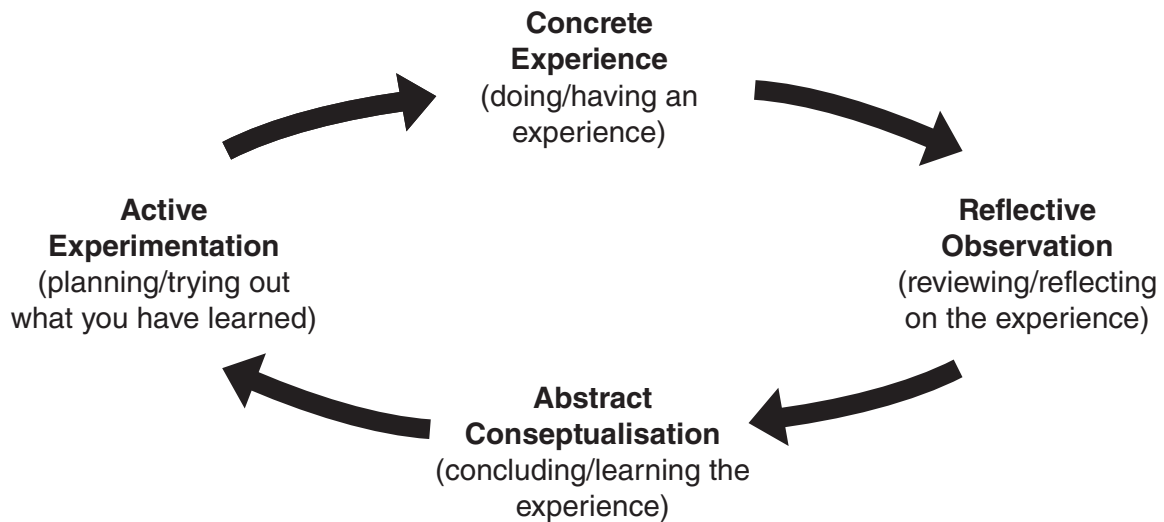 Concrete
Experience
(doing/having an
experience)
Reflective
Observation
(reviewing/reflecting
on the experience)
Abstract
Conseptualisation
(concluding/learning the
experience)
Active
Experimentation
(planning/trying out
what you have learned)